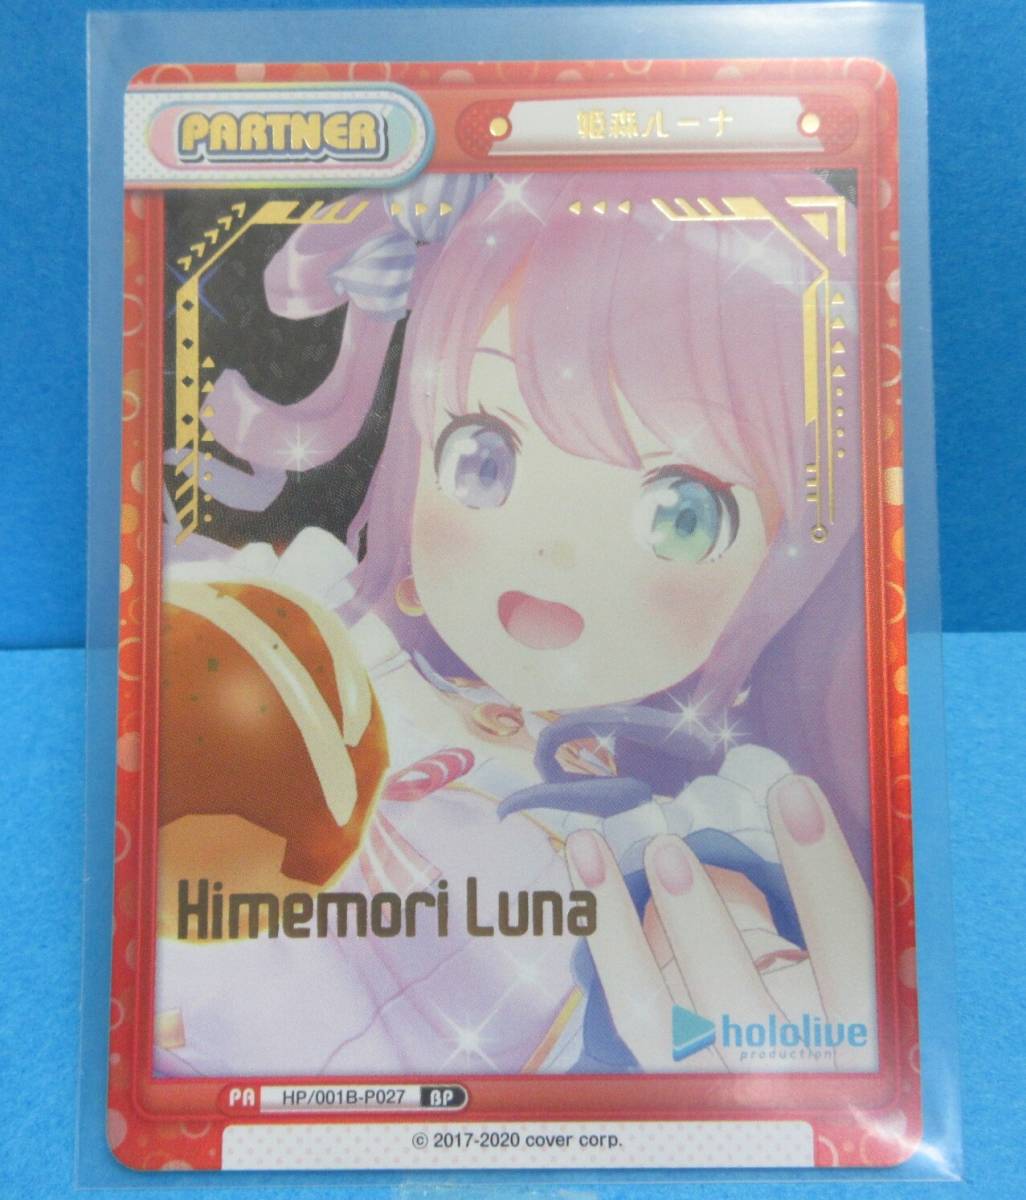 PARTNER
姫森ルーナ
Himemori Luna
hololive
production
PA HP/001B-P027 BP
© 2017-2020 cover corp.